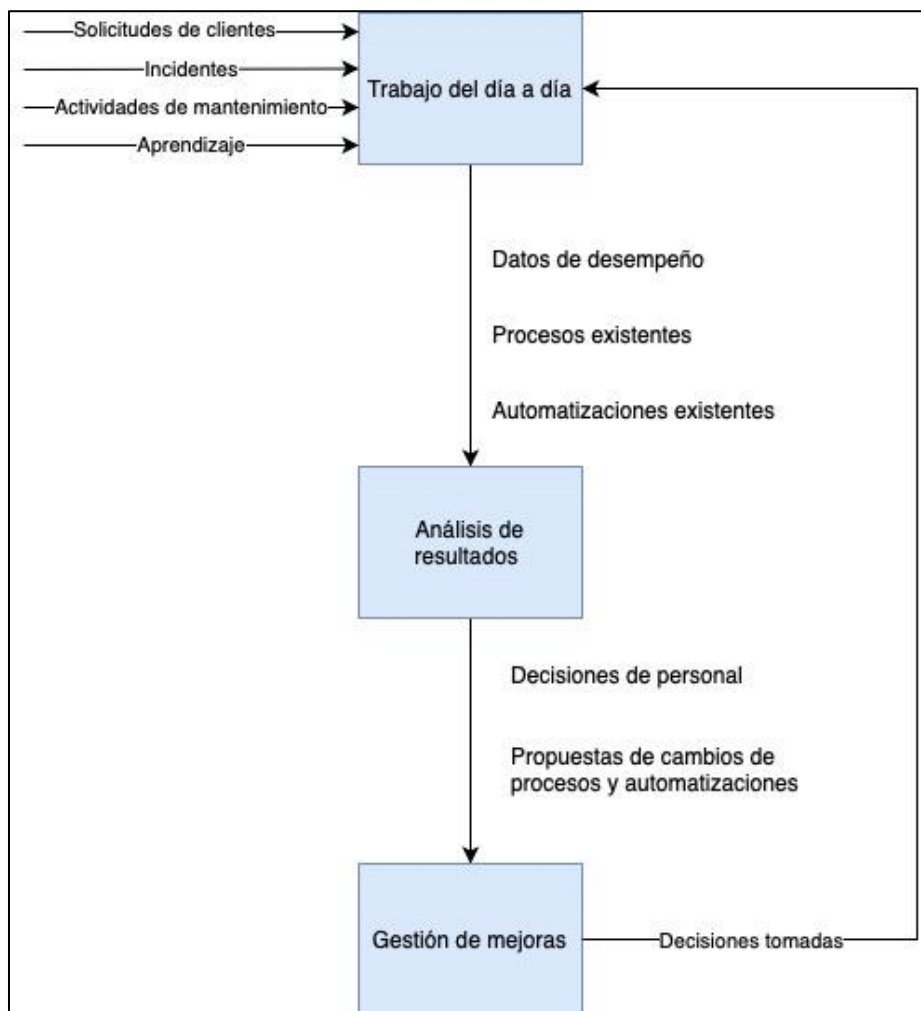 Solicitudes de clientes
Incidentes
Actividades de mantenimiento
Aprendizaje
Trabajo del día a día
Datos de desempeño
Procesos existentes
Automatizaciones existentes
Análisis de
resultados
Decisiones de personal
Propuestas de cambios de
procesos y automatizaciones
Gestión de mejoras
Decisiones tomadas